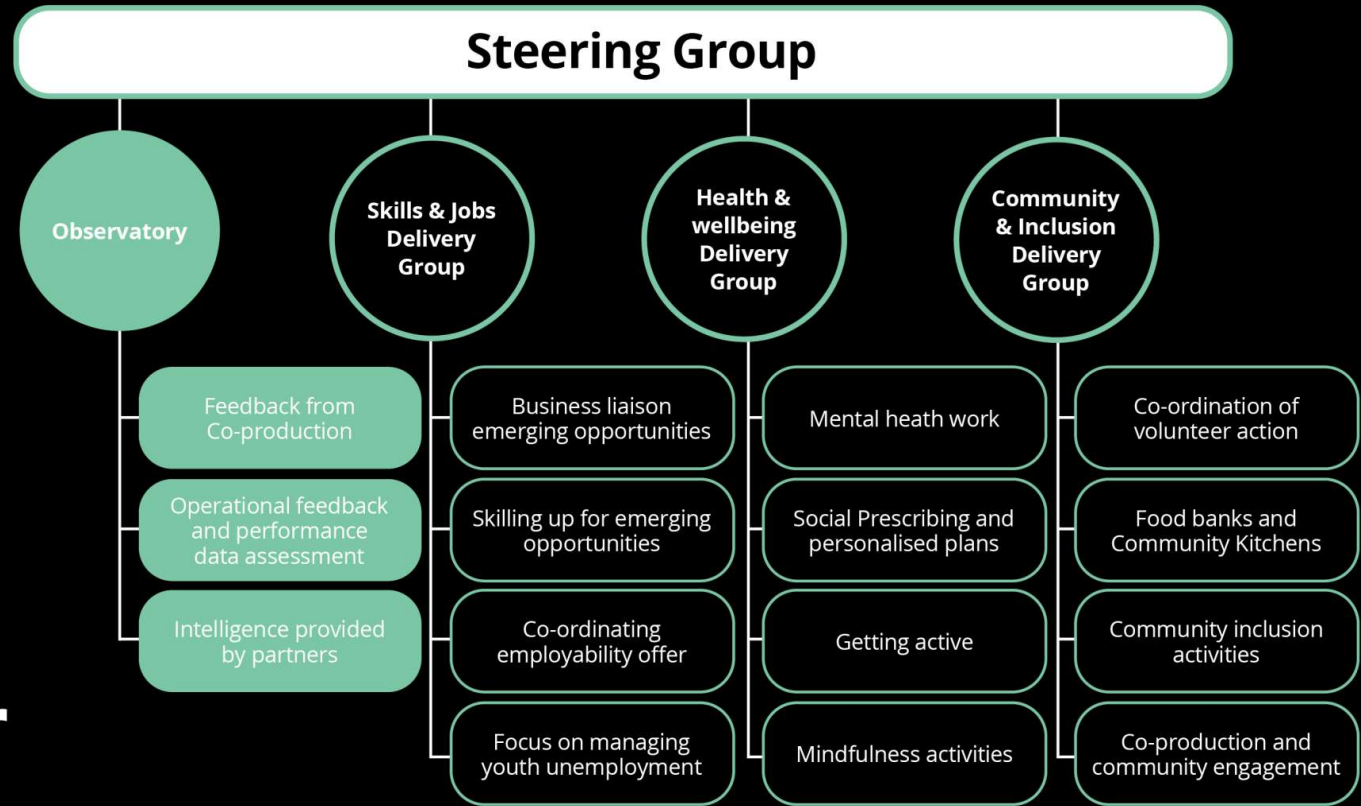 Steering Group
Observatory
Skills & Jobs
Delivery
Group
Health &
wellbeing
Delivery
Group
Community
& Inclusion
Delivery
Group
Feedback from
Co-production
Operational feedback
and performance
data assessment
Intelligence provided
by partners
Business liaison
emerging opportunities
Skilling up for emerging
opportunities
Co-ordinating
employability offer
Focus on managing
youth unemployment
Mental heath work
Social Prescribing and
personalised plans
Getting active
Mindfulness activities
Co-ordination of
volunteer action
Food banks and
Community Kitchens
Community inclusion
activities
Co-production and
community engagement